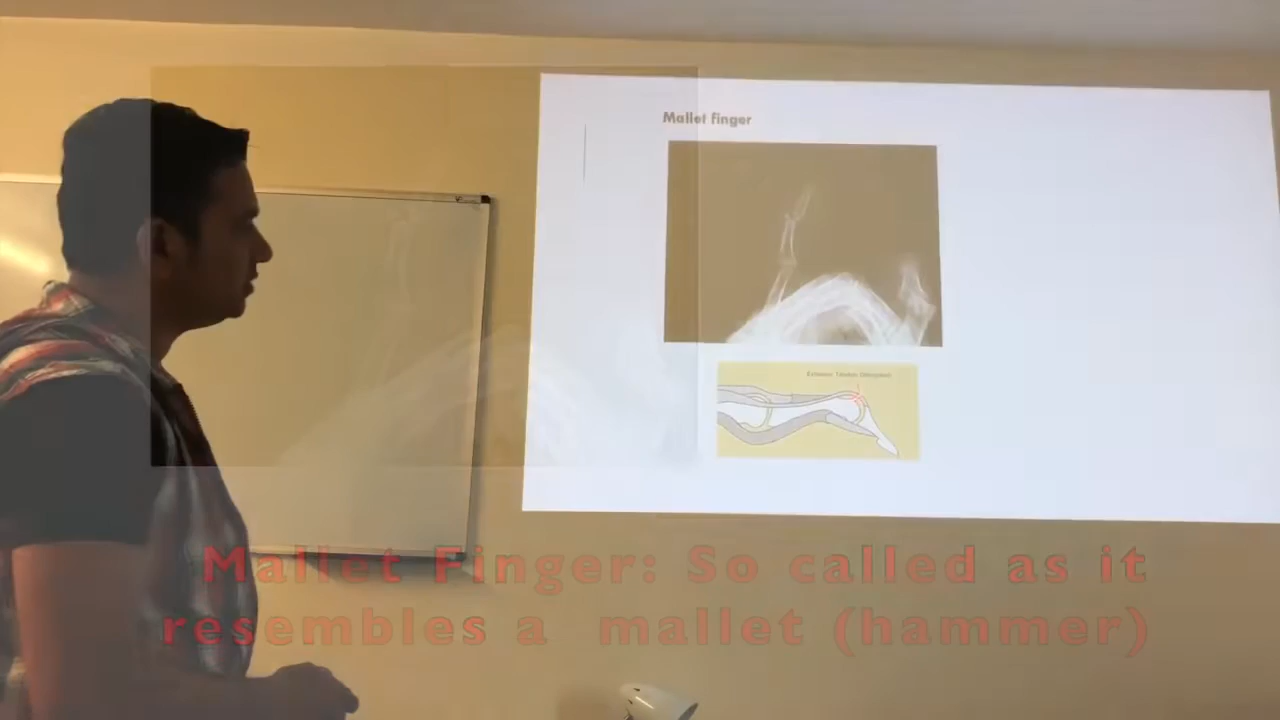 Mallet finger
Extensor Tendon Disruption
Mallet Finger: So called as it
resembles a mallet (hammer)